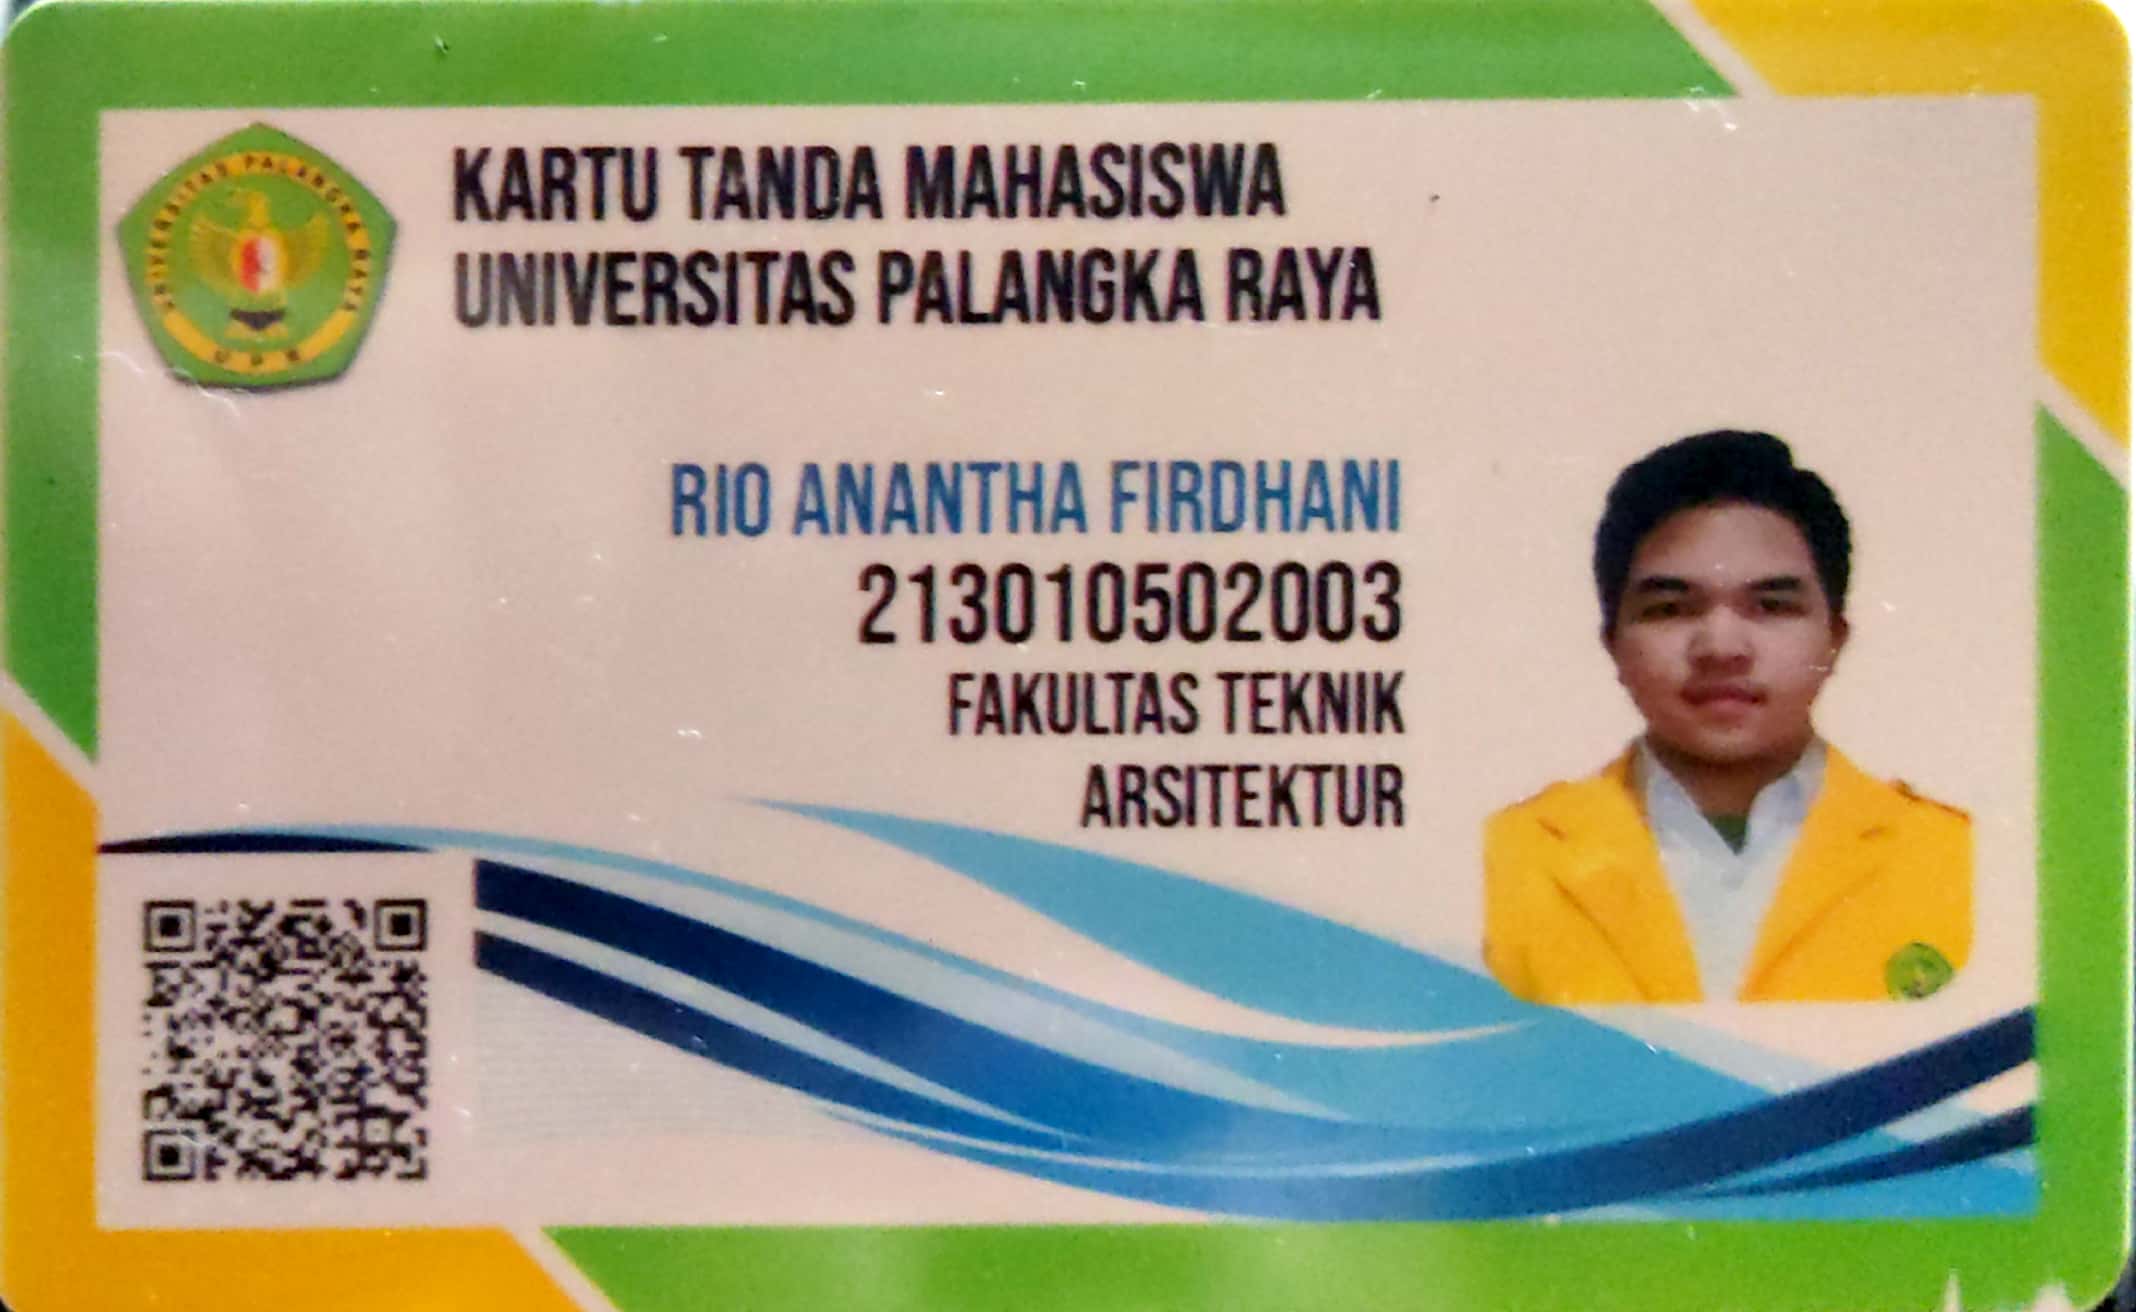 UNIVERSITAS PALANGKA RAYA
UPR
KARTU TANDA MAHASISWA
UNIVERSITAS PALANGKA RAYA
RIO ANANTHA FIRDHANI
213010502003
FAKULTAS TEKNIK
ARSITEKTUR